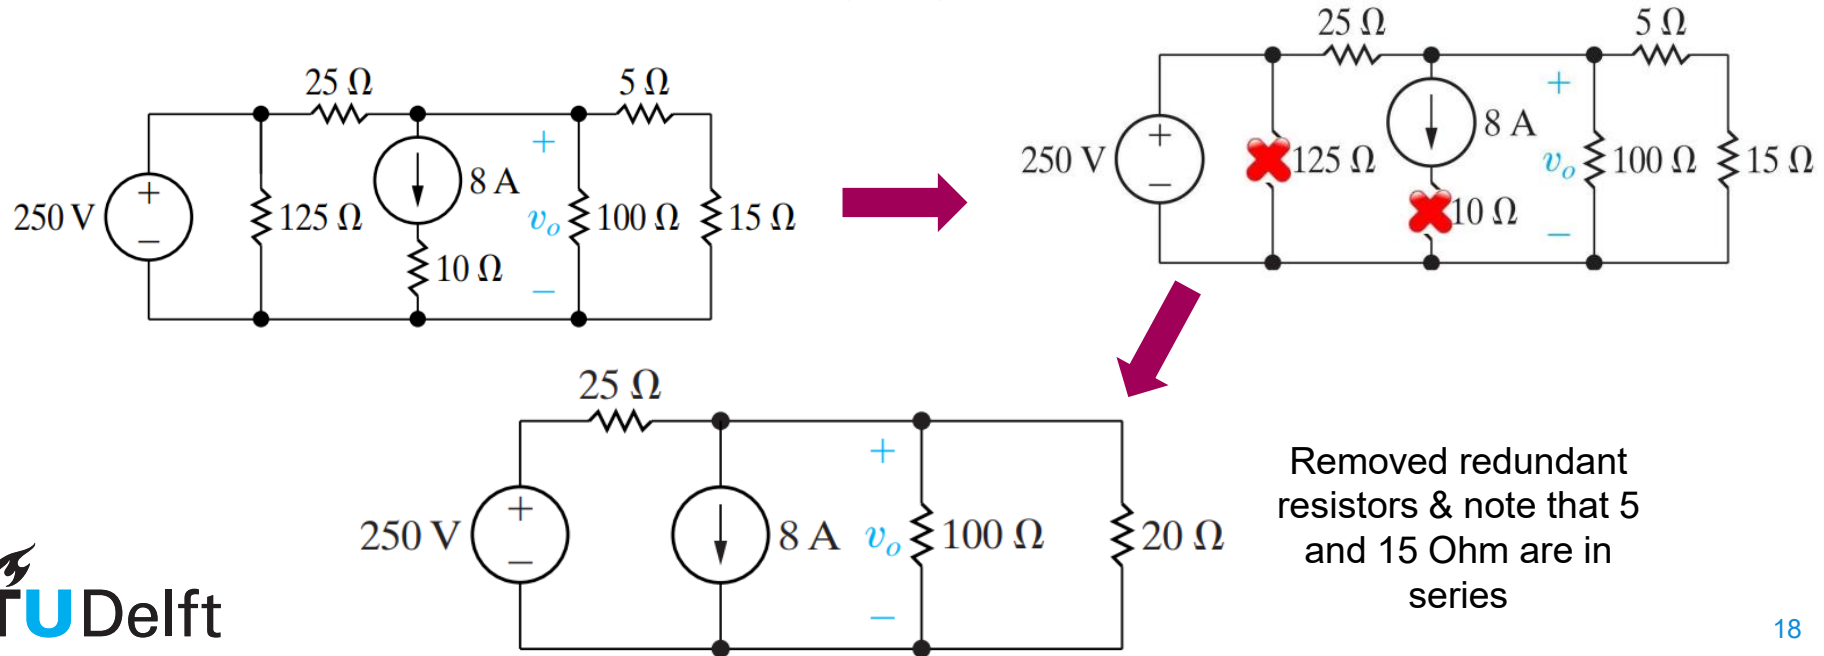 25 Ω
5 Ω
+
8 A
250 V
+
−
125 Ω
v_o
100 Ω
15 Ω
10 Ω
−
25 Ω
5 Ω
+
8 A
250 V
+
−
125 Ω
v_o
100 Ω
15 Ω
10 Ω
−
25 Ω
+
250 V
+
−
8 A
v_o
100 Ω
20 Ω
−
Removed redundant
resistors & note that 5
and 15 Ohm are in
series
TUDelft
18